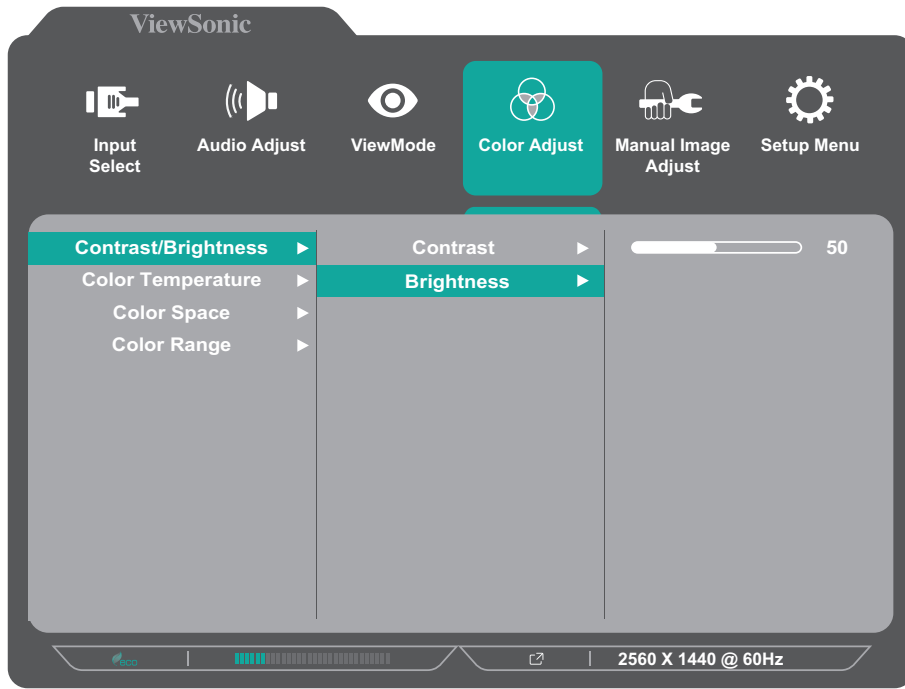 ViewSonic
Input
Select
Audio Adjust
ViewMode
Color Adjust
Manual Image
Adjust
Setup Menu
Contrast/Brightness
Contrast
50
Color Temperature
Brightness
Color Space
Color Range
eco
2560 X 1440 @ 60Hz